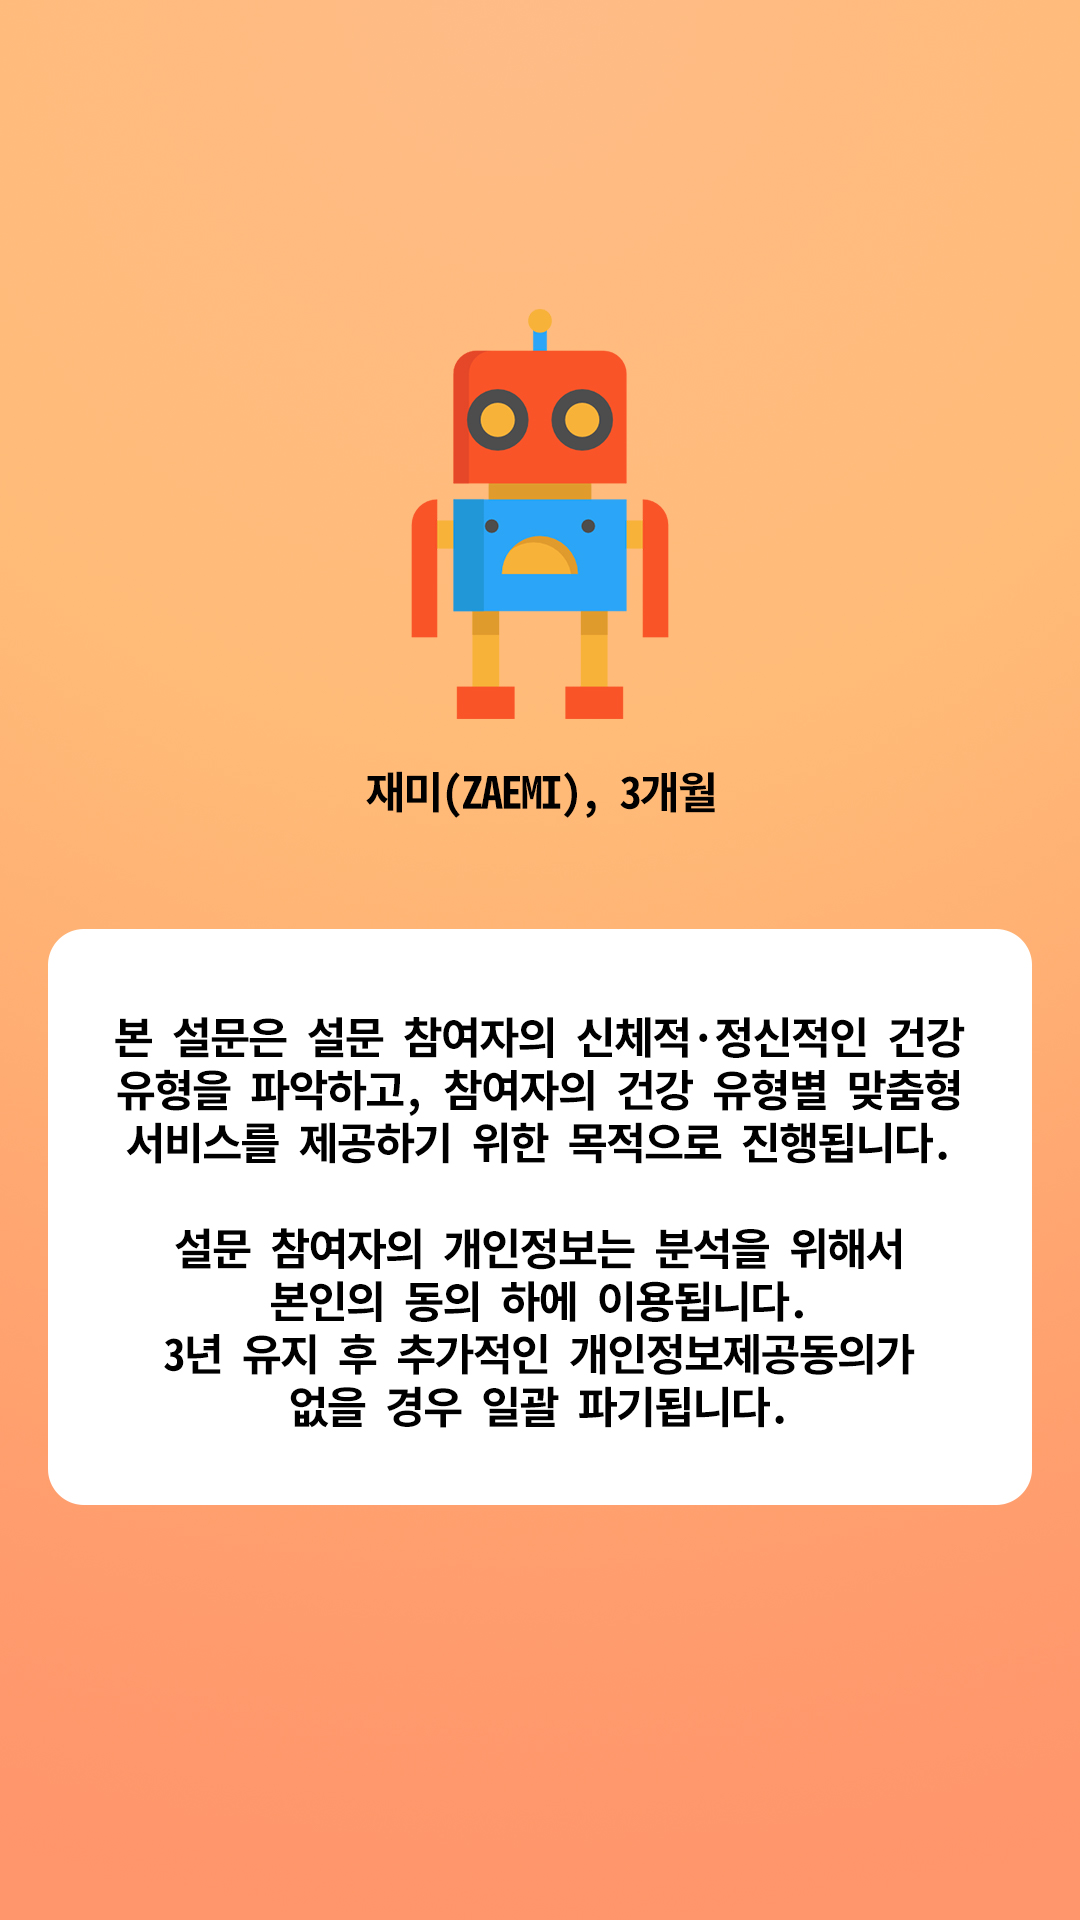 재미(ZAEMI), 3개월
본 설문은 설문 참여자의 신체적·정신적인 건강
유형을 파악하고, 참여자의 건강 유형별 맞춤형
서비스를 제공하기 위한 목적으로 진행됩니다.
설문 참여자의 개인정보는 분석을 위해서
본인의 동의 하에 이용됩니다.
3년 유지 후 추가적인 개인정보제공동의가
없을 경우 일괄 파기됩니다.